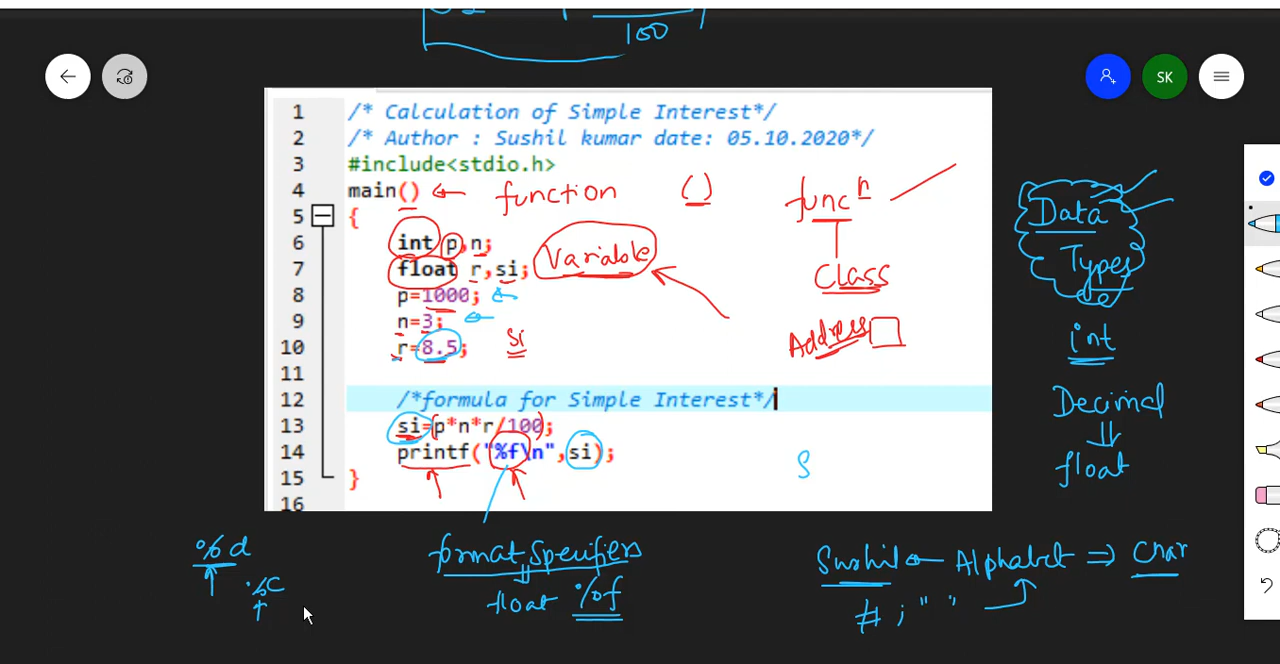 100
SK
1 /* Calculation of Simple Interest*/
2 /* Author : Sushil kumar date: 05.10.2020*/
3 #include<stdio.h>
4 main() ← function () funcⁿ
5 {
6 int p,n; Variable
7 float r,si; Class
8 p=1000;
9 n=3;
10 r=8.5; si Address
11
12 /*formula for Simple Interest*/
13 si=(p*n*r/100);
14 printf("%f\n",si); S
15 }
16
Data
Types
int
Decimal
⇓
float
%d
%c
format Specifiers
float %f
Sushil ← Alphabet ⇒ Char
# ; " "